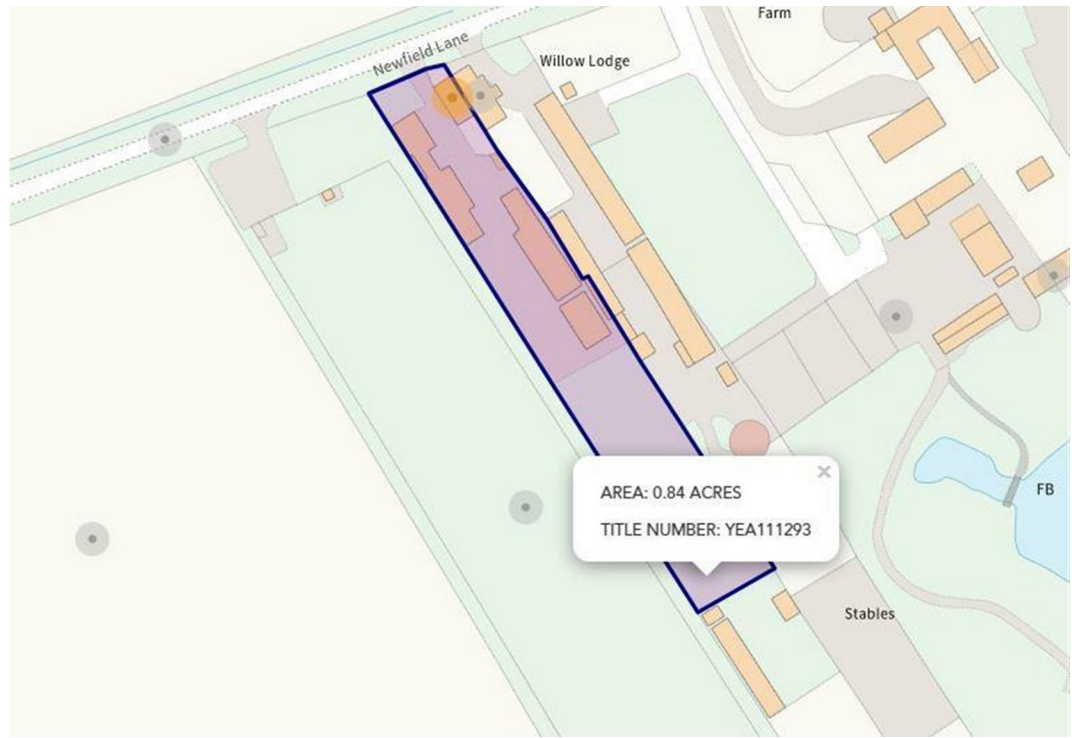 Farm
Newfield Lane
Willow Lodge
×
AREA: 0.84 ACRES
TITLE NUMBER: YEA111293
FB
Stables